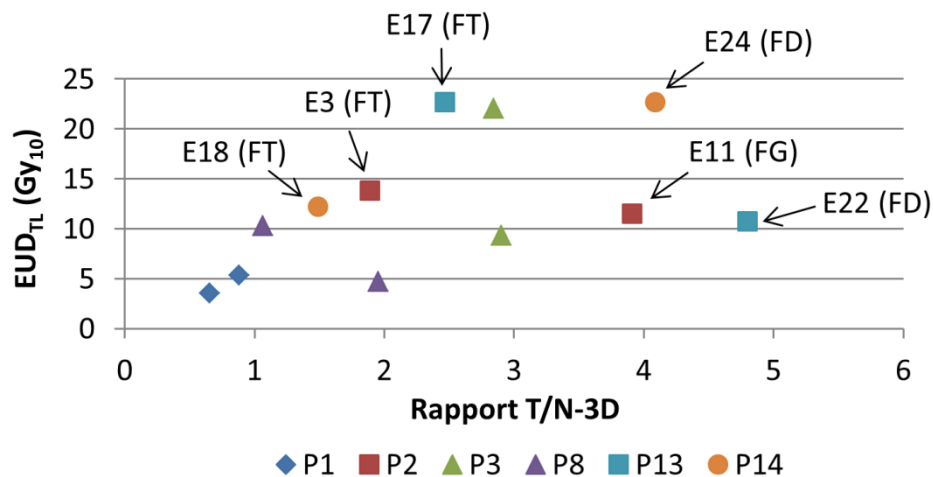 E17 (FT)
E24 (FD)
25
E3 (FT)
20
E18 (FT)
E11 (FG)
15
E22 (FD)
10
5
0
EUD_TL (Gy_10)
0 1 2 3 4 5 6
Rapport T/N-3D
P1 P2 P3 P8 P13 P14